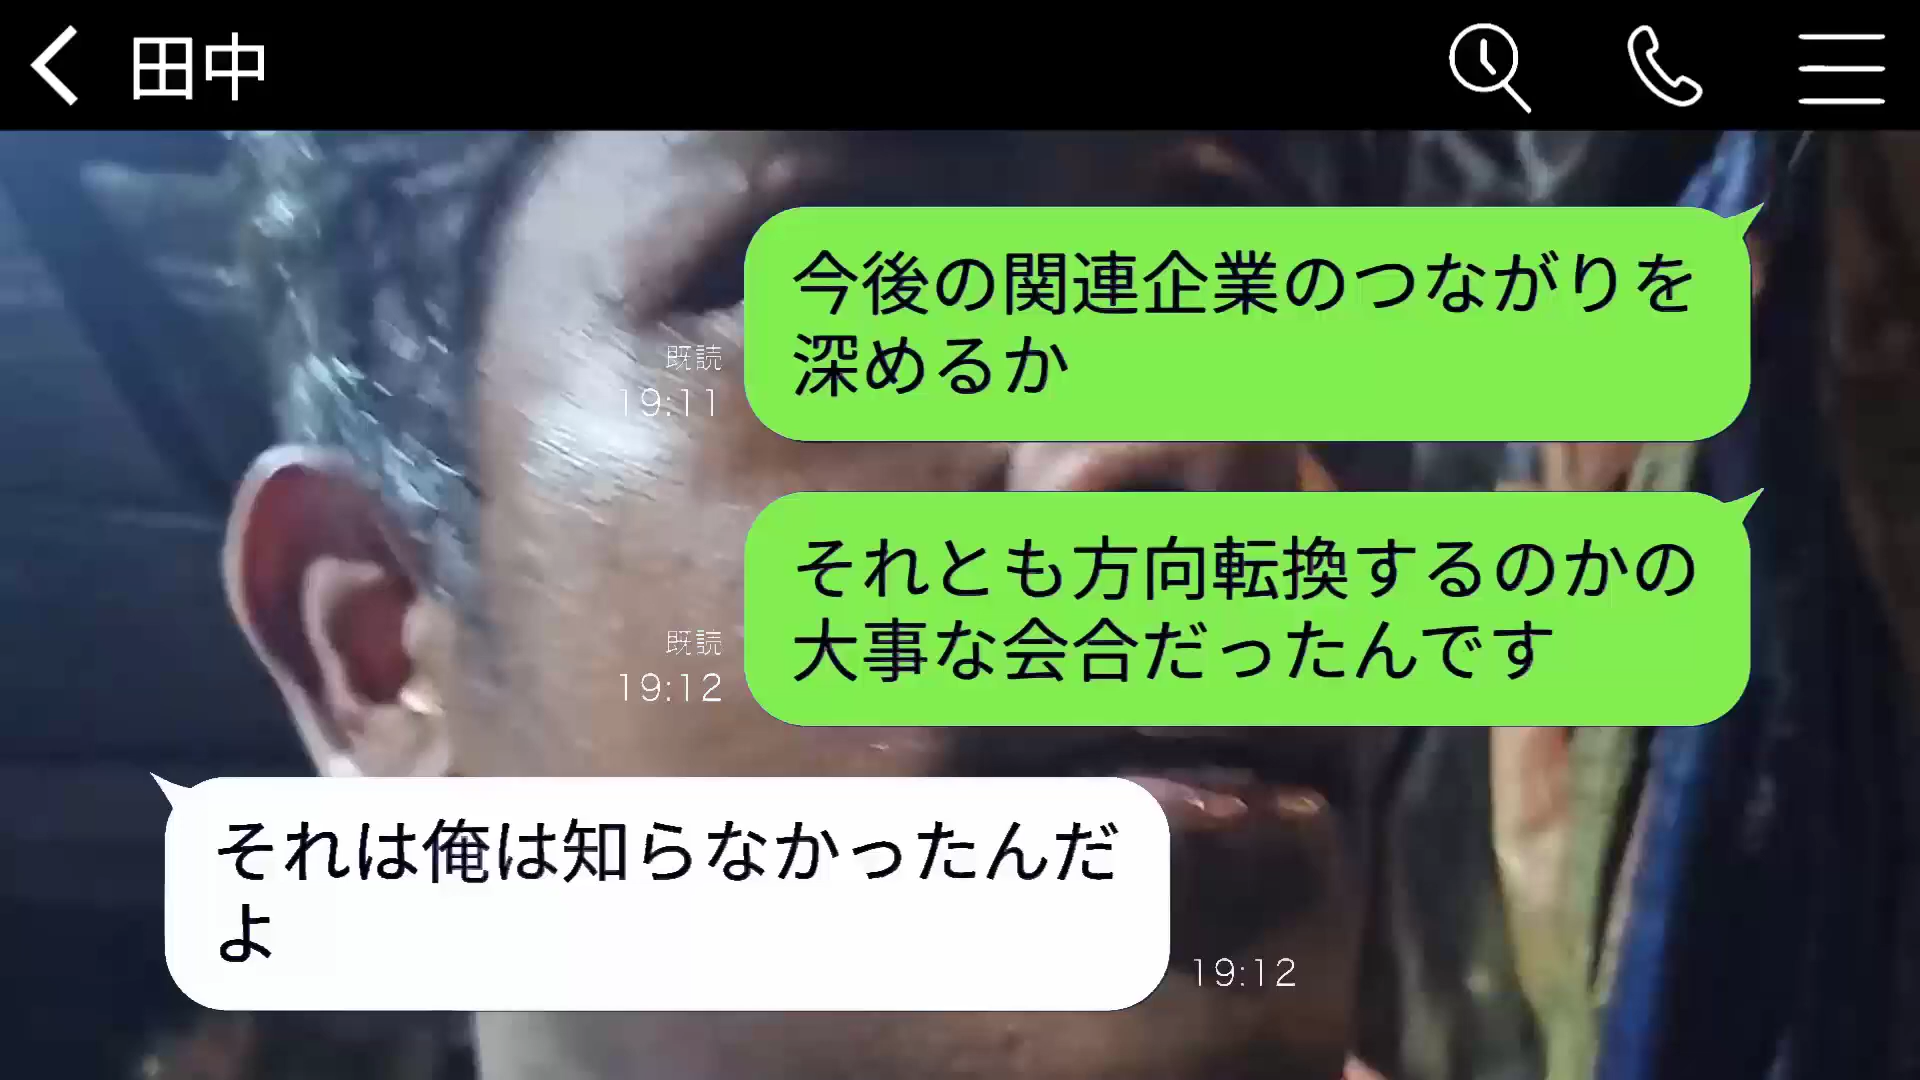 田中
今後の関連企業のつながりを
深めるか
既読
19:11
それとも方向転換するのかの
大事な会合だったんです
既読
19:12
それは俺は知らなかったんだ
よ
19:12